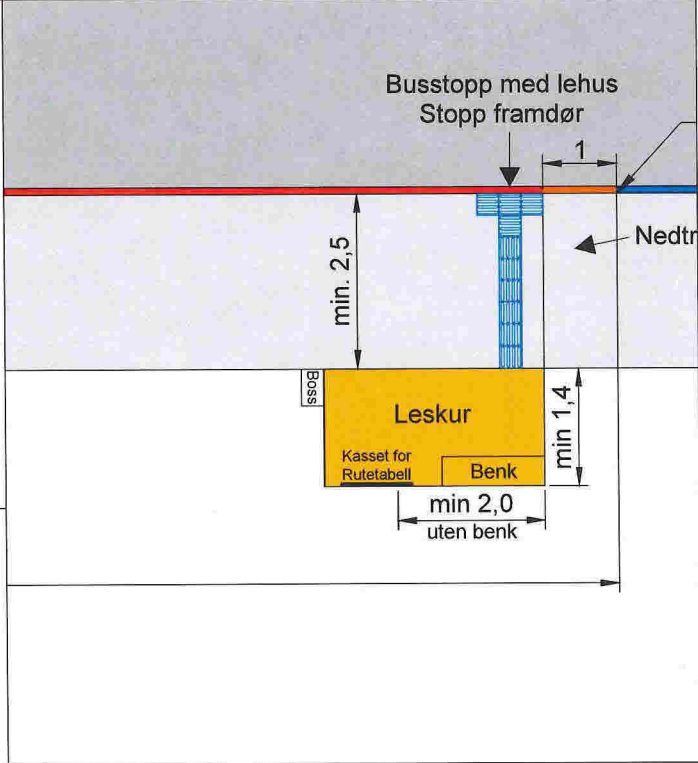 Busstopp med lehus
Stopp framdør
1
Nedtr
min. 2,5
Boss
Leskur
min 1,4
Kasset for
Rutetabell
Benk
min 2,0
uten benk